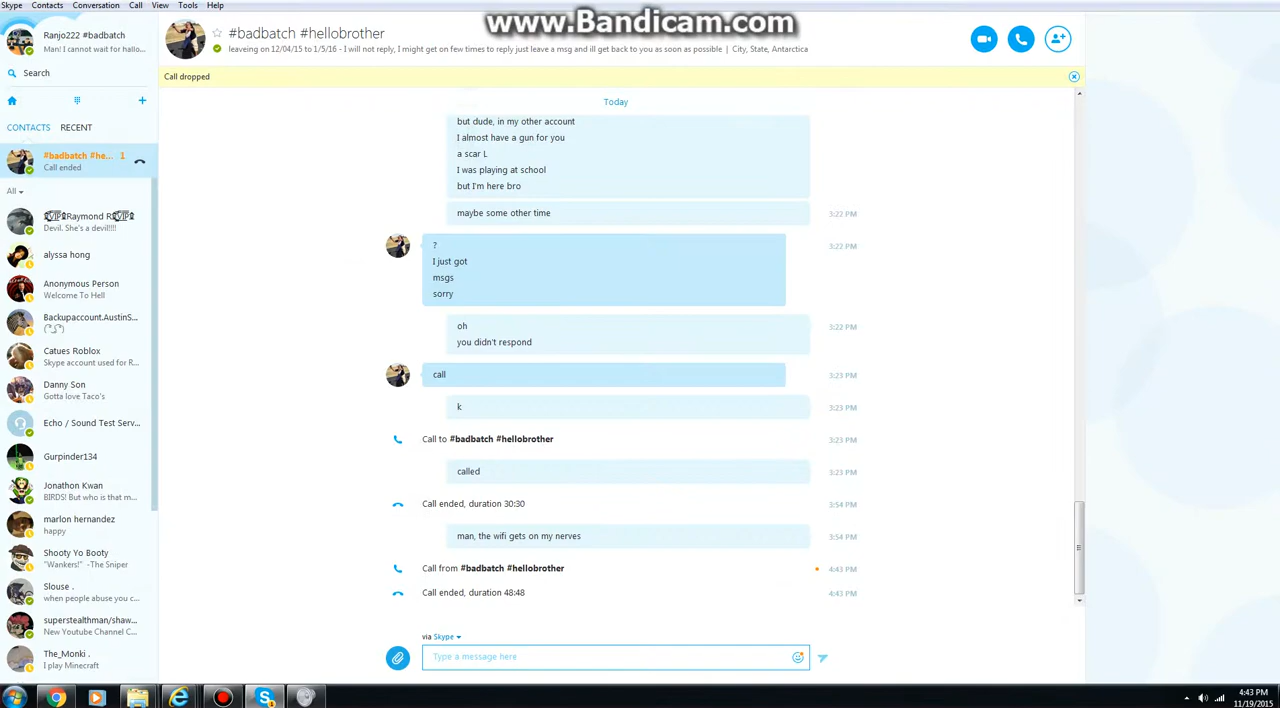 Skype Contacts Conversation Call View Tools Help
www.Bandicam.com
Ranjo222 #badbatch
Man! I cannot wait for hallo...
#badbatch #hellobrother
leaveing on 12/04/15 to 1/5/16 - I will not reply, I might get on few times to reply just leave a msg and ill get back to you as soon as possible | City, State, Antarctica
Search
Call dropped
CONTACTS RECENT
#badbatch #he... 1
Call ended
All
Raymond R
Devil. She's a devil!!!!
alyssa hong
Anonymous Person
Welcome To Hell
Backupaccount.AustinS...
Catues Roblox
Skype account used for R...
Danny Son
Gotta love Taco's
Echo / Sound Test Serv...
Gurpinder134
Jonathon Kwan
BIRDS! But who is that m...
marlon hernandez
happy
Shooty Yo Booty
"Wankers!" -The Sniper
Slouse .
when people abuse you c...
superstealthman/shaw...
New Youtube Channel C...
The_Monki .
I play Minecraft
Today
but dude, in my other account
I almost have a gun for you
a scar L
I was playing at school
but I'm here bro
maybe some other time 3:22 PM
? 3:22 PM
I just got
msgs
sorry
oh 3:22 PM
you didn't respond
call 3:23 PM
k 3:23 PM
Call to #badbatch #hellobrother 3:23 PM
called 3:23 PM
Call ended, duration 30:30 3:54 PM
man, the wifi gets on my nerves 3:54 PM
Call from #badbatch #hellobrother 4:43 PM
Call ended, duration 48:48 4:43 PM
via Skype
Type a message here
4:43 PM
11/19/2015